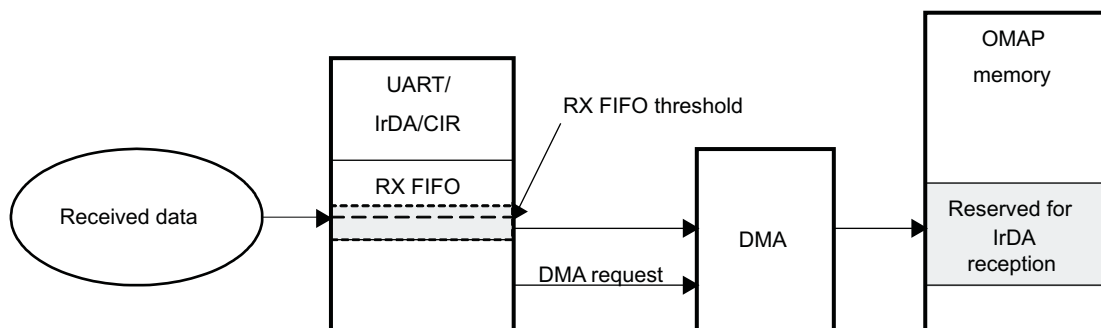 OMAP
memory
UART/
IrDA/CIR
RX FIFO threshold
RX FIFO
Received data
DMA
Reserved for
IrDA
reception
DMA request